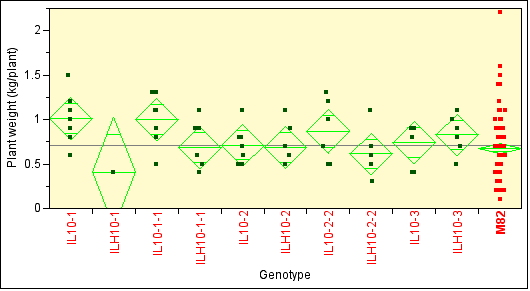 Plant weight (kg/plant)
2
1.5
1
0.5
0
IL10-1
ILH10-1
IL10-1-1
ILH10-1-1
IL10-2
ILH10-2
IL10-2-2
ILH10-2-2
IL10-3
ILH10-3
M82
Genotype